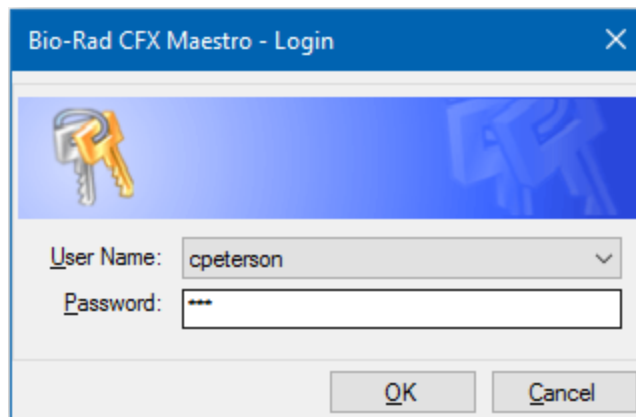 Bio-Rad CFX Maestro - Login
User Name: cpeterson
Password: ***
OK Cancel